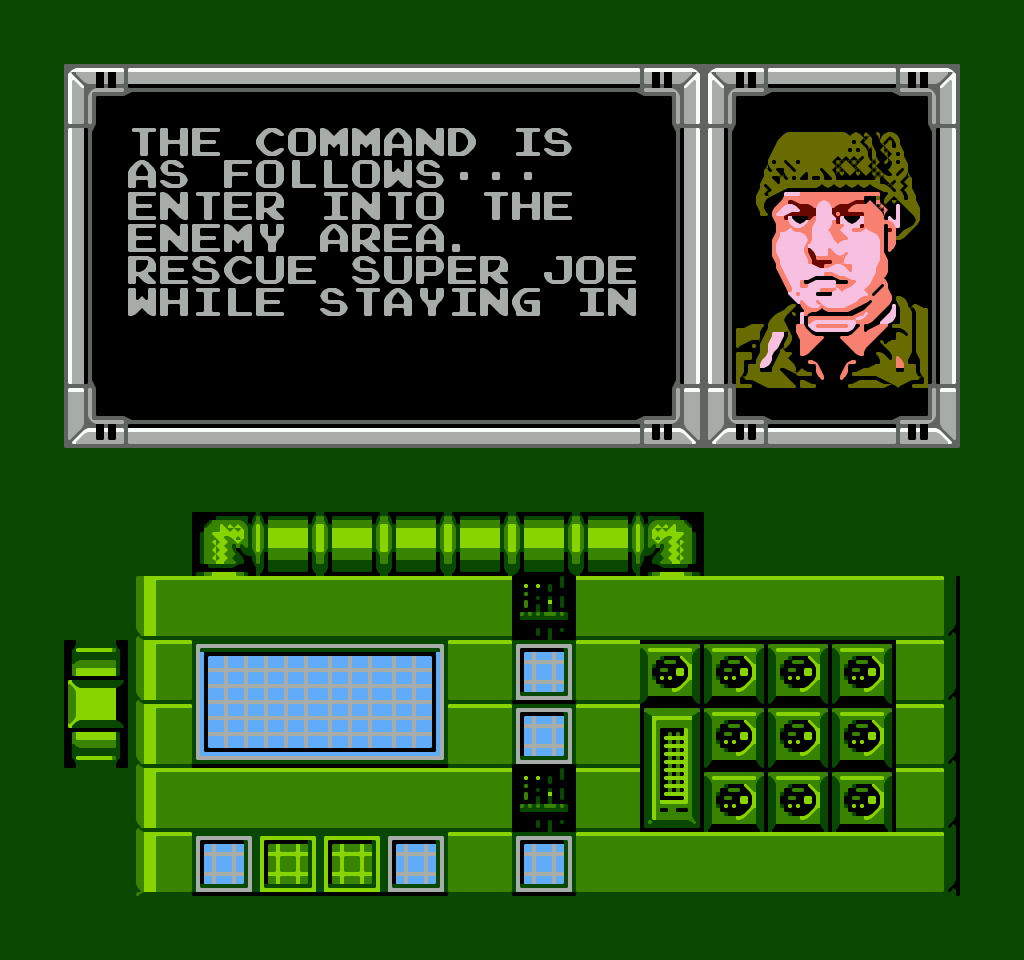 THE COMMAND IS
AS FOLLOWS···
ENTER INTO THE
ENEMY AREA.
RESCUE SUPER JOE
WHILE STAYING IN